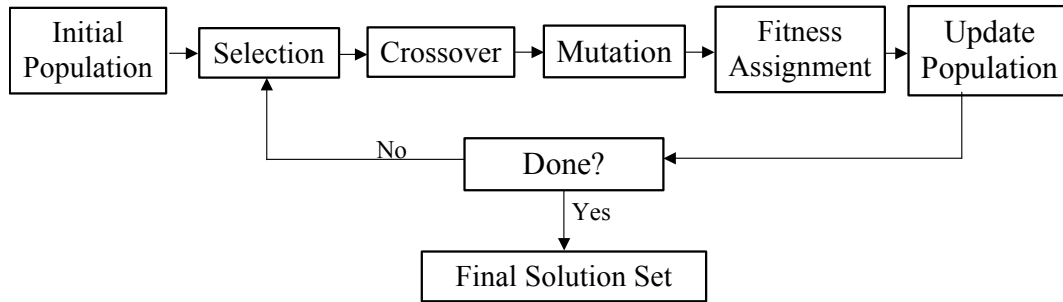 Initial
Population
Selection
Crossover
Mutation
Fitness
Assignment
Update
Population
No
Done?
Yes
Final Solution Set